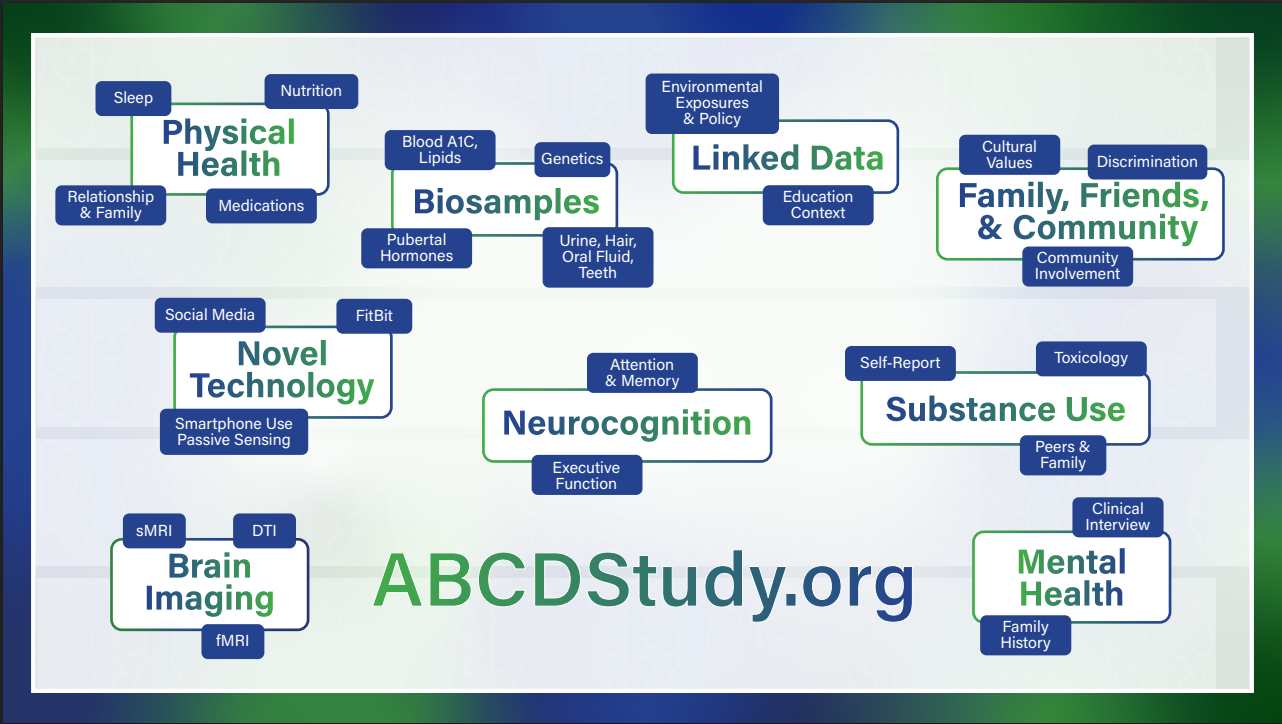 Sleep
Nutrition
Physical
Health
Relationship
& Family
Medications
Blood A1C,
Lipids
Genetics
Biosamples
Pubertal
Hormones
Urine, Hair,
Oral Fluid,
Teeth
Environmental
Exposures
& Policy
Linked Data
Education
Context
Cultural
Values
Discrimination
Family, Friends,
& Community
Community
Involvement
Social Media
FitBit
Novel
Technology
Smartphone Use
Passive Sensing
Attention
& Memory
Neurocognition
Executive
Function
Self-Report
Toxicology
Substance Use
Peers &
Family
sMRI
DTI
Brain
Imaging
fMRI
ABCDStudy.org
Clinical
Interview
Mental
Health
Family
History